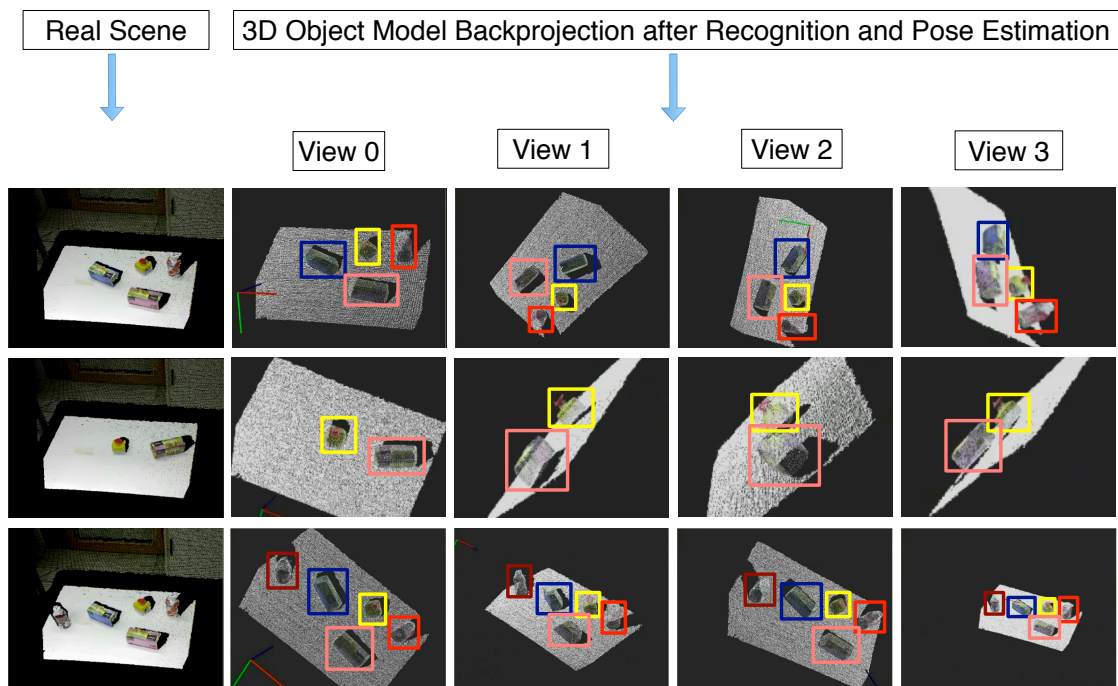 Real Scene
3D Object Model Backprojection after Recognition and Pose Estimation
View 0
View 1
View 2
View 3